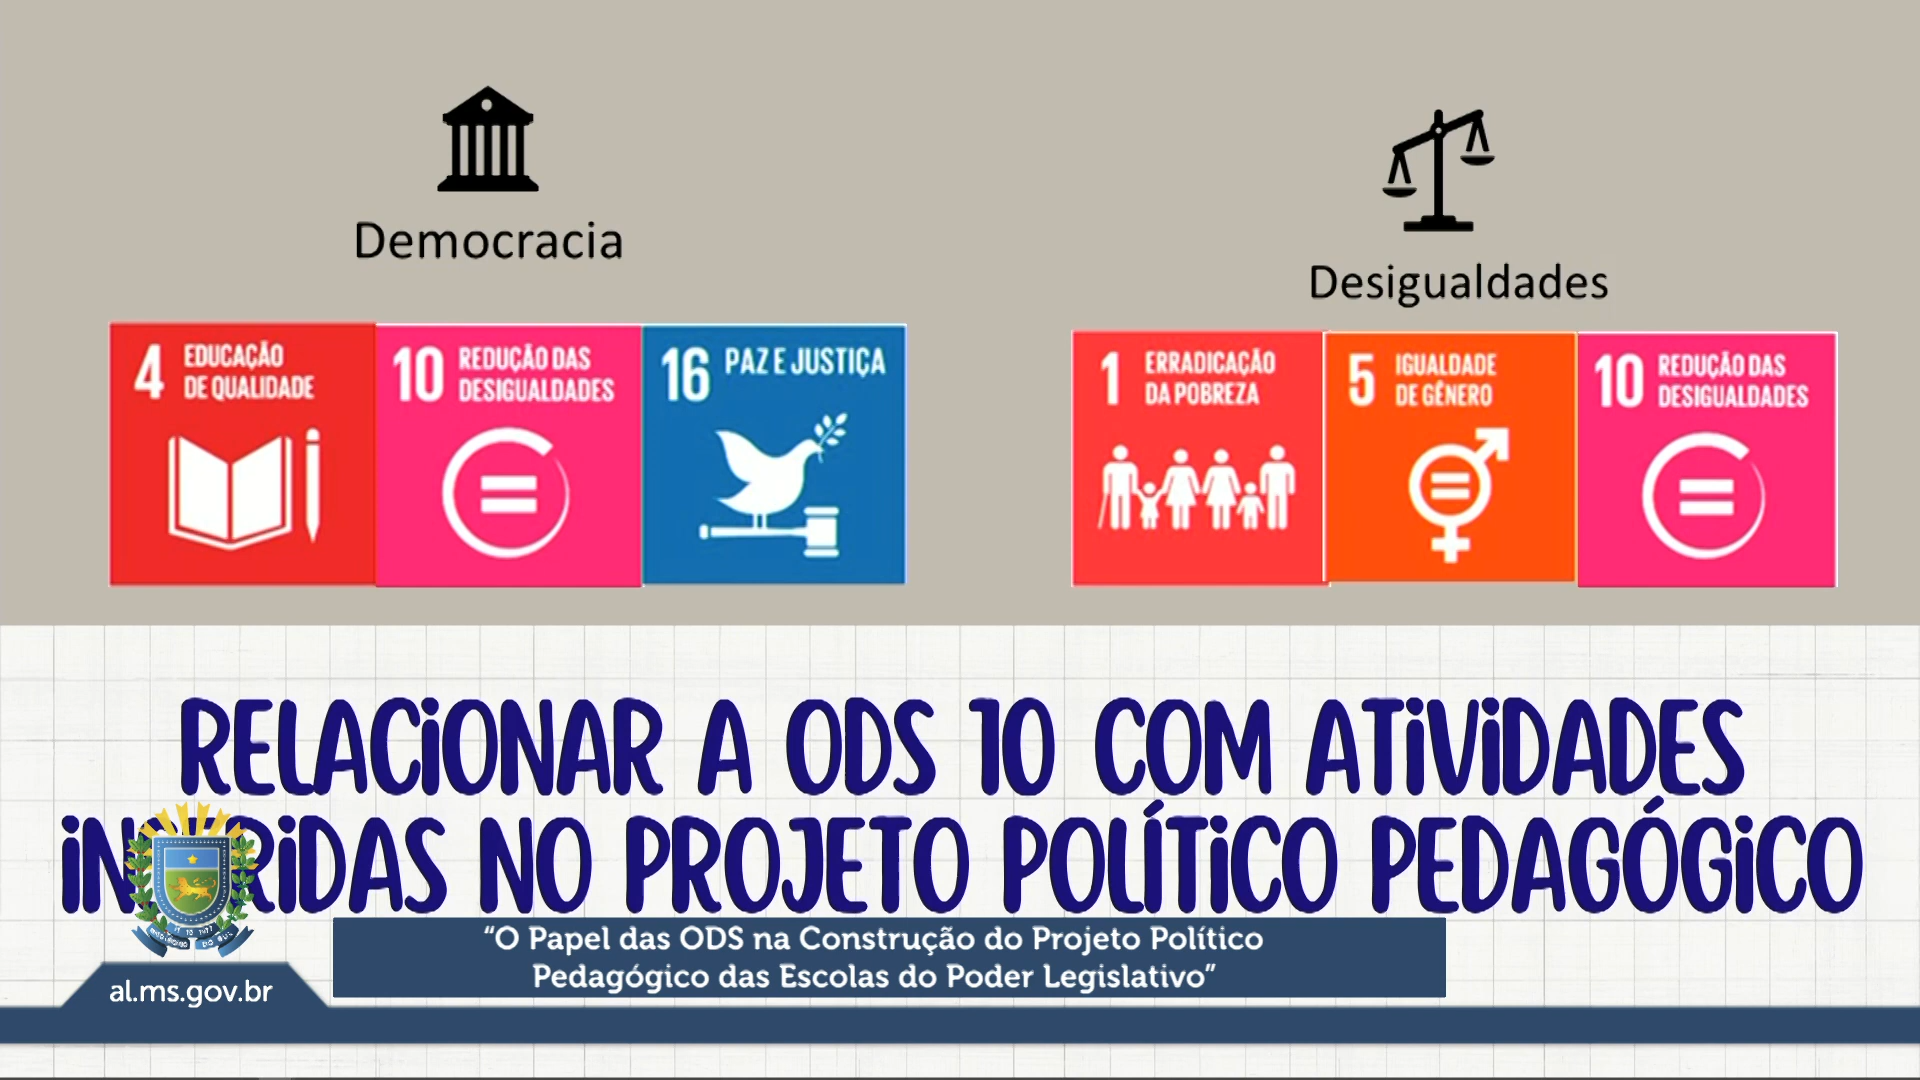 Democracia
Desigualdades
4 EDUCAÇÃO
DE QUALIDADE
10 REDUÇÃO DAS
DESIGUALDADES
16 PAZ E JUSTIÇA
1 ERRADICAÇÃO
DA POBREZA
5 IGUALDADE
DE GÊNERO
10 REDUÇÃO DAS
DESIGUALDADES
RELACIONAR A ODS 10 COM ATIVIDADES
NO PROJETO POLÍTICO PEDAGÓGICO
“O Papel das ODS na Construção do Projeto Político
Pedagógico das Escolas do Poder Legislativo”
al.ms.gov.br